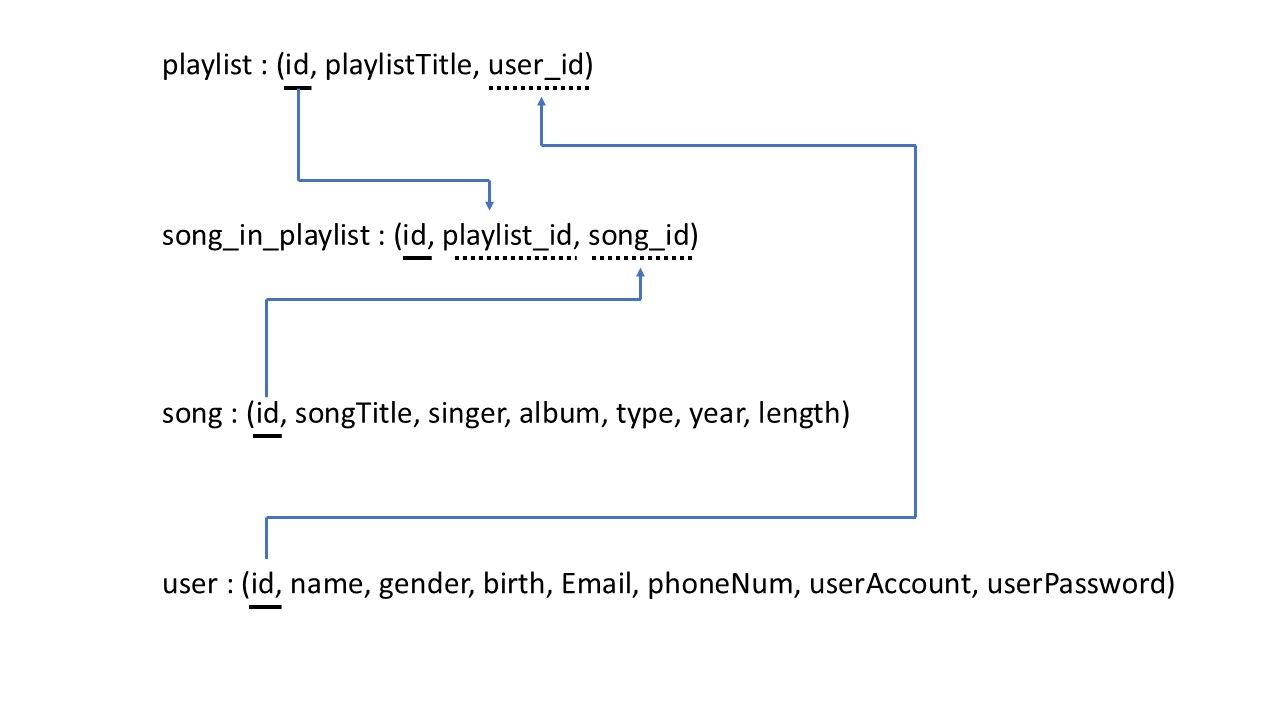 playlist : (id, playlistTitle, user_id)
song_in_playlist : (id, playlist_id, song_id)
song : (id, songTitle, singer, album, type, year, length)
user : (id, name, gender, birth, Email, phoneNum, userAccount, userPassword)